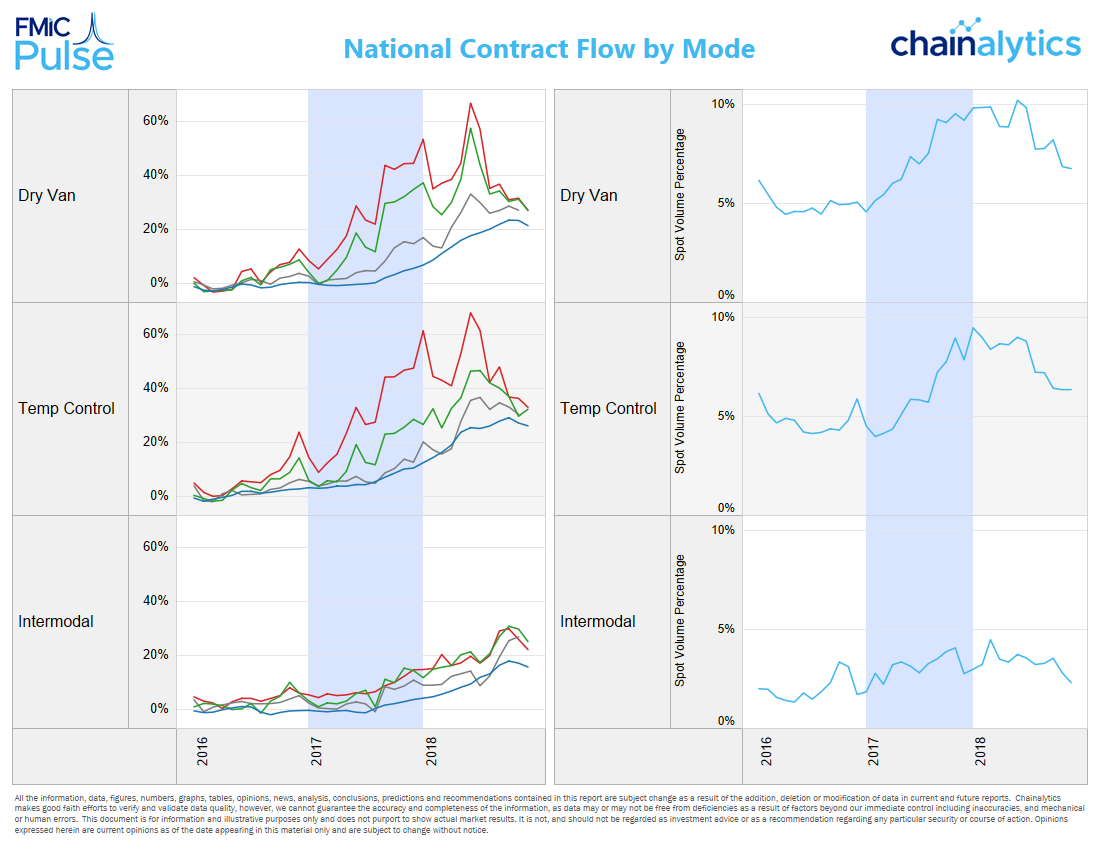 FMiC
Pulse
National Contract Flow by Mode
chainalytics
Dry Van
60%
40%
20%
0%
Temp Control
60%
40%
20%
0%
Intermodal
60%
40%
20%
0%
2016
2017
2018
Dry Van
Spot Volume Percentage
10%
5%
0%
Temp Control
Spot Volume Percentage
10%
5%
0%
Intermodal
Spot Volume Percentage
10%
5%
0%
2016
2017
2018
All the information, data, figures, numbers, graphs, tables, opinions, news, analysis, conclusions, predictions and recommendations contained in this report are subject change as a result of the addition, deletion or modification of data in current and future reports. Chainalytics
makes good faith efforts to verify and validate data quality, however, we cannot guarantee the accuracy and completeness of the information, as data may or may not be free from deficiencies as a result of factors beyond our immediate control including inaccuracies, and mechanical
or human errors. This document is for information and illustrative purposes only and does not purport to show actual market results. It is not, and should not be regarded as investment advice or as a recommendation regarding any particular security or course of action. Opinions
expressed herein are current opinions as of the date appearing in this material only and are subject to change without notice.